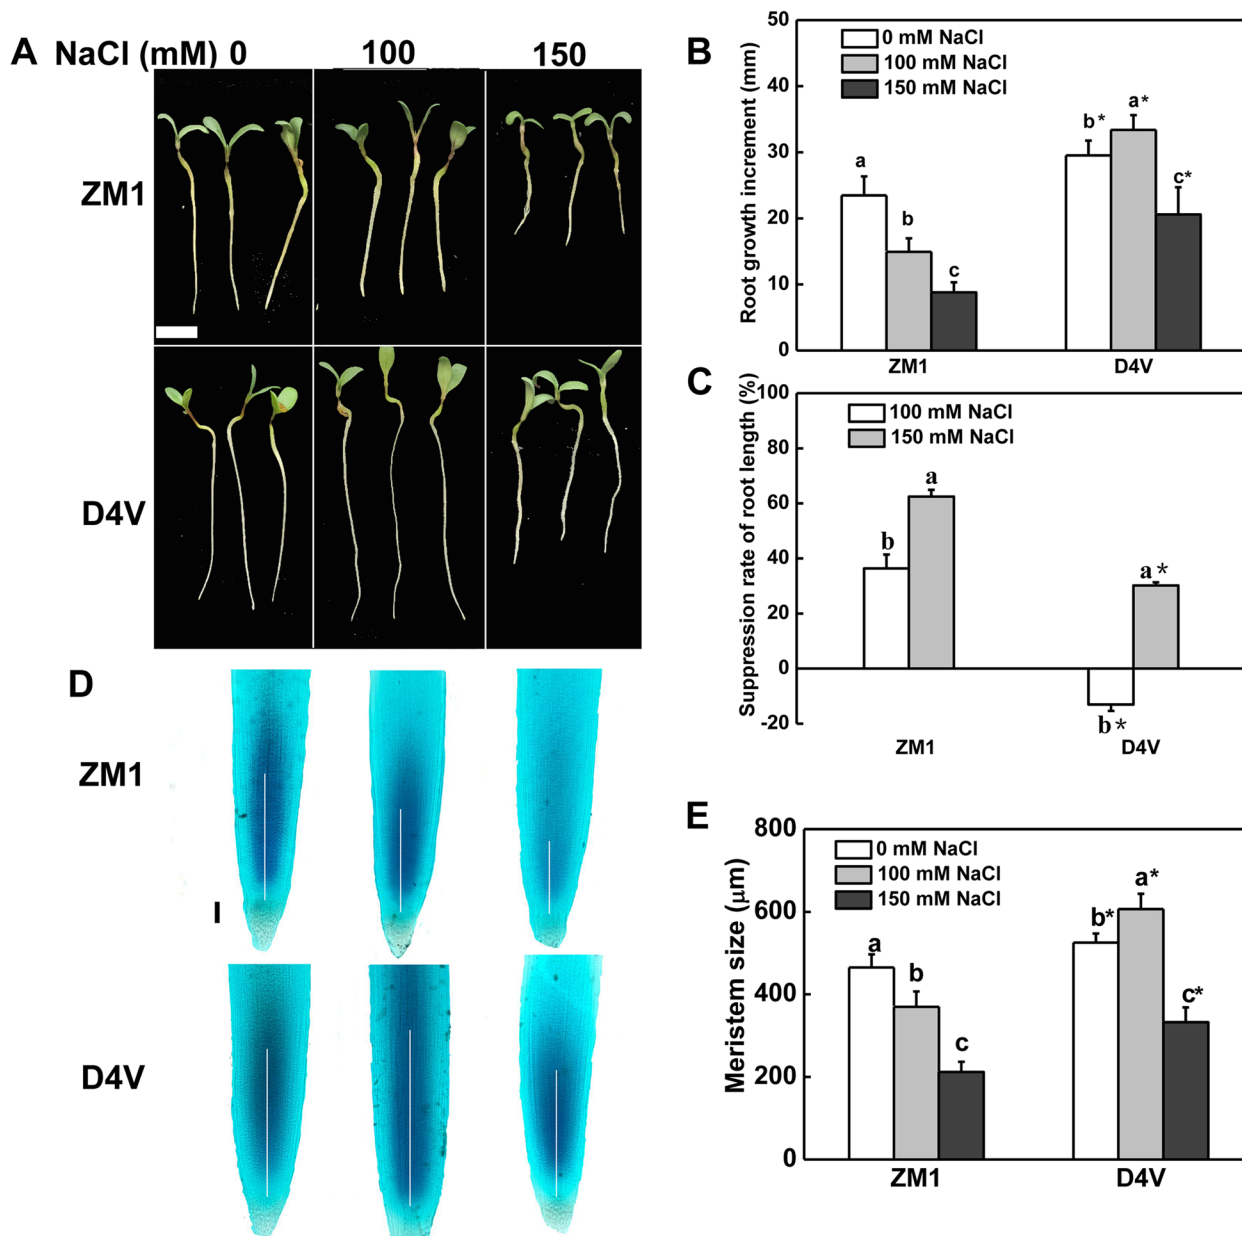 A NaCl (mM) 0 100 150
ZM1
D4V
B
Root growth increment (mm)
50
40
30
20
10
0
0 mM NaCl
100 mM NaCl
150 mM NaCl
a
b
c
b*
a*
c*
ZM1 D4V
C
Suppression rate of root length (%)
100
80
60
40
20
0
-20
100 mM NaCl
150 mM NaCl
b
a
b*
a*
ZM1 D4V
D
ZM1
D4V
E
Meristem size (μm)
800
600
400
200
0
0 mM NaCl
100 mM NaCl
150 mM NaCl
a
b
c
b*
a*
c*
ZM1 D4V